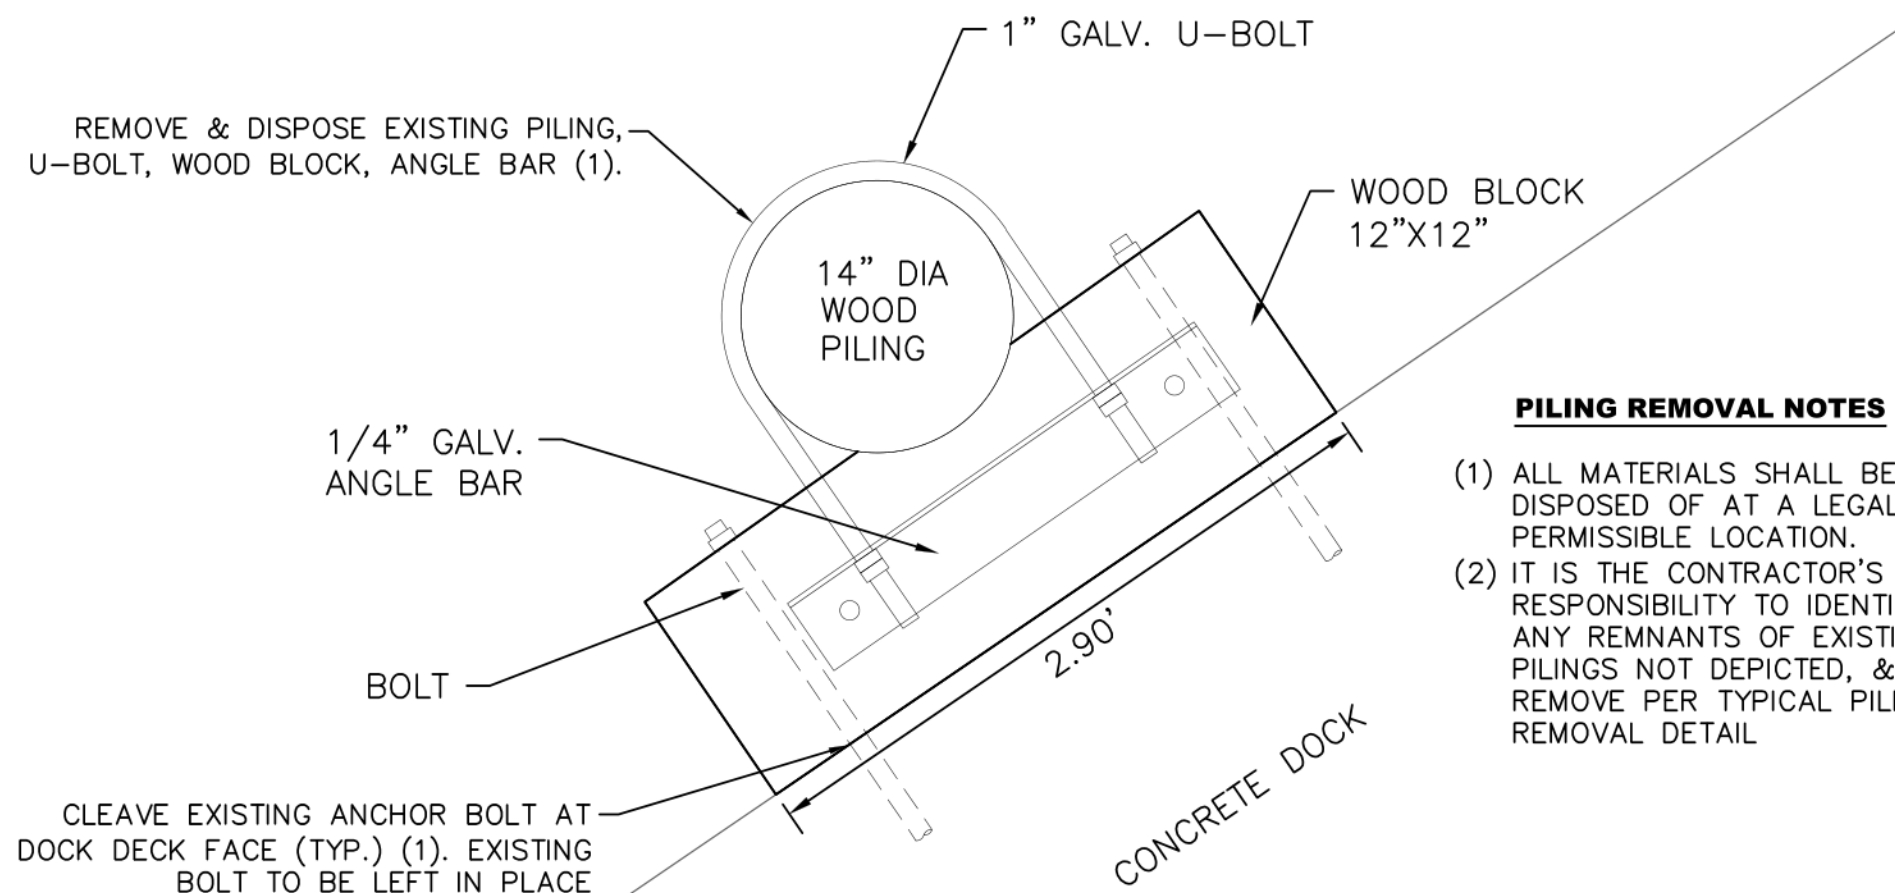 1” GALV. U-BOLT
REMOVE & DISPOSE EXISTING PILING,
U-BOLT, WOOD BLOCK, ANGLE BAR (1).
WOOD BLOCK
12”X12”
14” DIA
WOOD
PILING
1/4” GALV.
ANGLE BAR
BOLT
2.90'
CONCRETE DOCK
CLEAVE EXISTING ANCHOR BOLT AT
DOCK DECK FACE (TYP.) (1). EXISTING
BOLT TO BE LEFT IN PLACE
PILING REMOVAL NOTES
(1) ALL MATERIALS SHALL BE
DISPOSED OF AT A LEGAL
PERMISSIBLE LOCATION.
(2) IT IS THE CONTRACTOR'S
RESPONSIBILITY TO IDENTI
ANY REMNANTS OF EXISTI
PILINGS NOT DEPICTED, &
REMOVE PER TYPICAL PILI
REMOVAL DETAIL